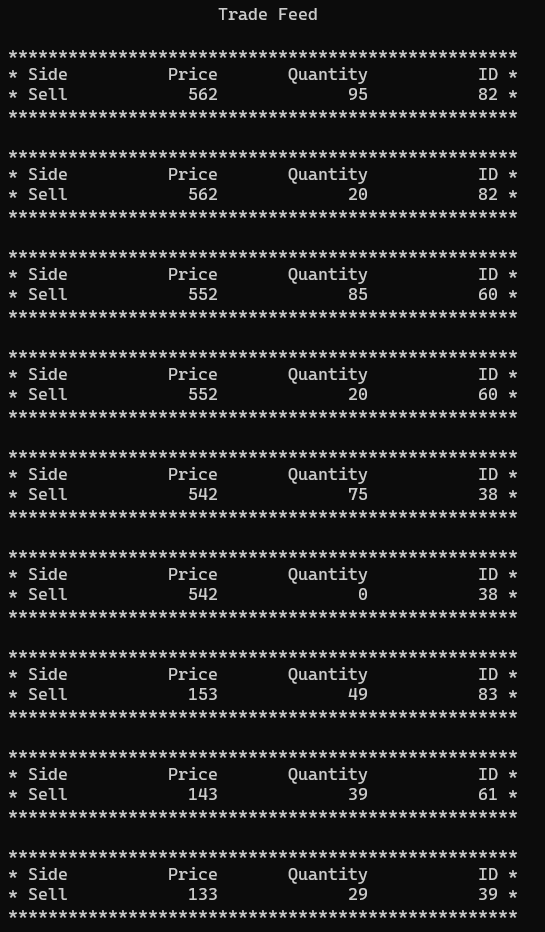 Trade Feed
***************************************************
* Side          Price       Quantity           ID *
* Sell            562             95           82 *
***************************************************
***************************************************
* Side          Price       Quantity           ID *
* Sell            562             20           82 *
***************************************************
***************************************************
* Side          Price       Quantity           ID *
* Sell            552             85           60 *
***************************************************
***************************************************
* Side          Price       Quantity           ID *
* Sell            552             20           60 *
***************************************************
***************************************************
* Side          Price       Quantity           ID *
* Sell            542             75           38 *
***************************************************
***************************************************
* Side          Price       Quantity           ID *
* Sell            542              0           38 *
***************************************************
***************************************************
* Side          Price       Quantity           ID *
* Sell            153             49           83 *
***************************************************
***************************************************
* Side          Price       Quantity           ID *
* Sell            143             39           61 *
***************************************************
***************************************************
* Side          Price       Quantity           ID *
* Sell            133             29           39 *
***************************************************